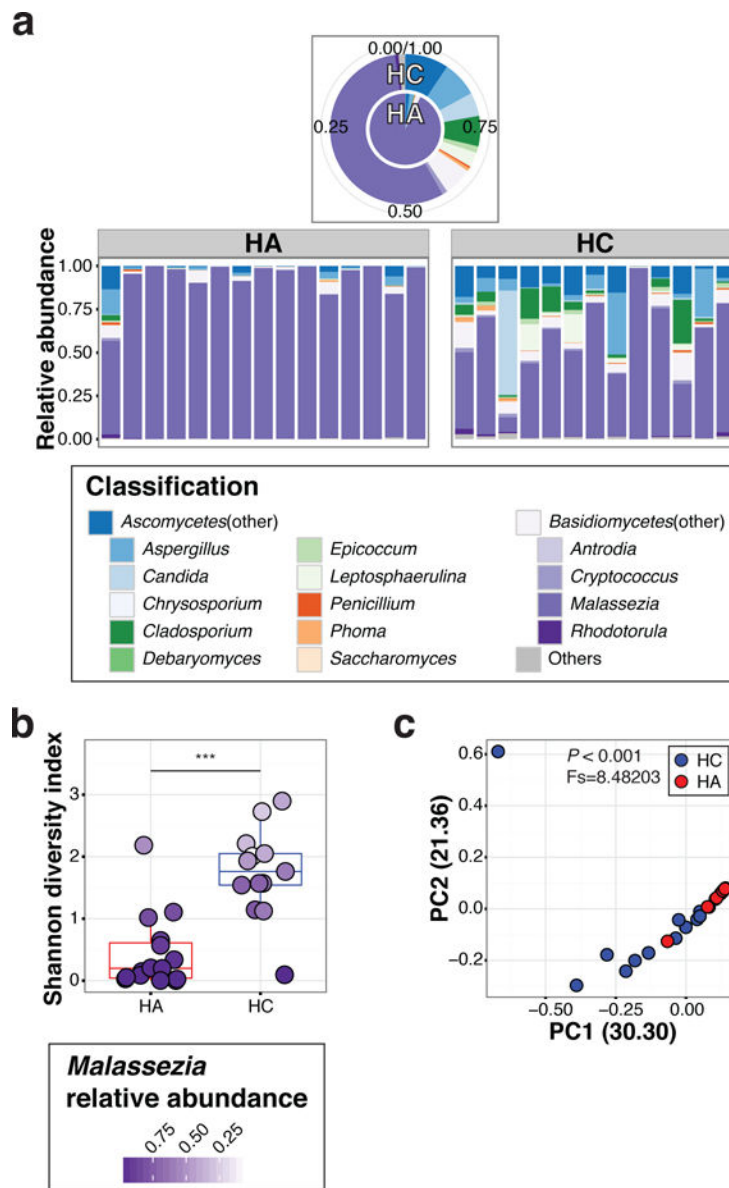 a
0.00/1.00
HC
HA
0.25
0.75
0.50
HA
HC
Relative abundance
1.00
0.75
0.50
0.25
0.00
Classification
Ascomycetes(other)
Basidiomycetes(other)
Aspergillus
Epicoccum
Antrodia
Candida
Leptosphaerulina
Cryptococcus
Chrysosporium
Penicillium
Malassezia
Cladosporium
Phoma
Rhodotorula
Debaryomyces
Saccharomyces
Others
b
Shannon diversity index
***
3
2
1
0
HA
HC
Malassezia
relative abundance
0.75
0.50
0.25
c
P < 0.001
Fs=8.48203
HC
HA
PC2 (21.36)
0.6
0.4
0.2
0.0
−0.2
−0.50
−0.25
0.00
PC1 (30.30)